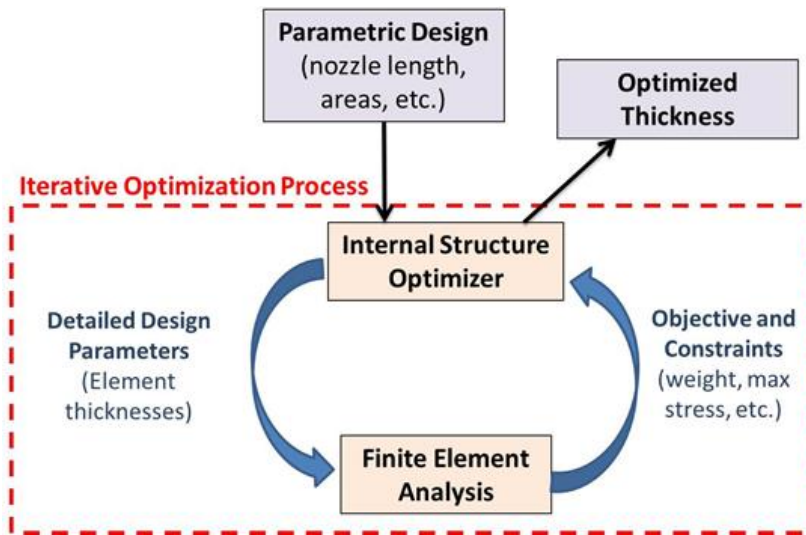 Parametric Design
(nozzle length,
areas, etc.)
Optimized
Thickness
Iterative Optimization Process
Internal Structure
Optimizer
Detailed Design
Parameters
(Element
thicknesses)
Objective and
Constraints
(weight, max
stress, etc.)
Finite Element
Analysis